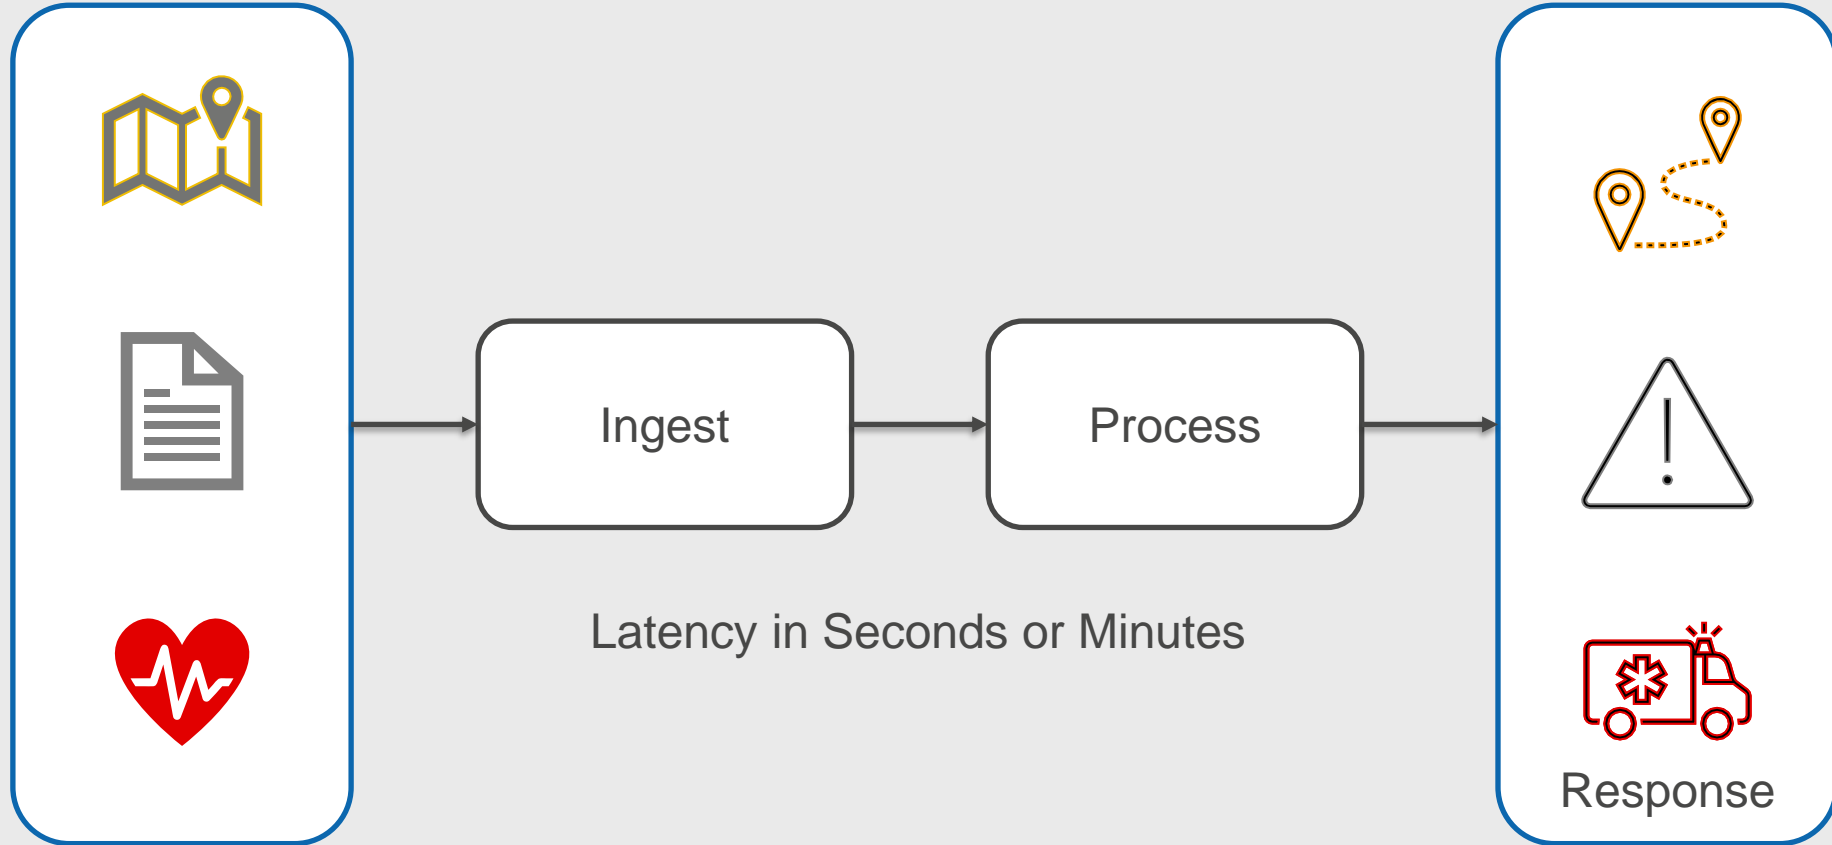 Ingest
Process
Latency in Seconds or Minutes
Response